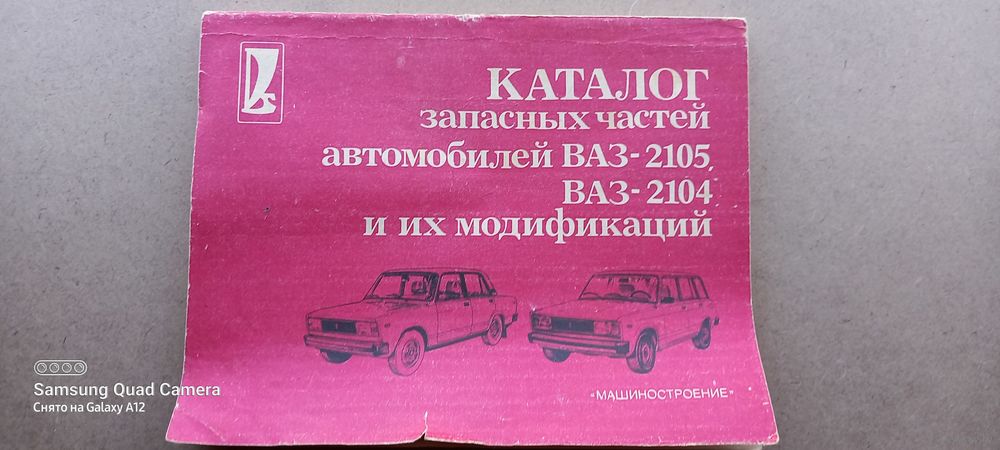 КАТАЛОГ
запасных частей
автомобилей ВАЗ-2105,
ВАЗ-2104
и их модификаций
«МАШИНОСТРОЕНИЕ»
Samsung Quad Camera
Снято на Galaxy A12